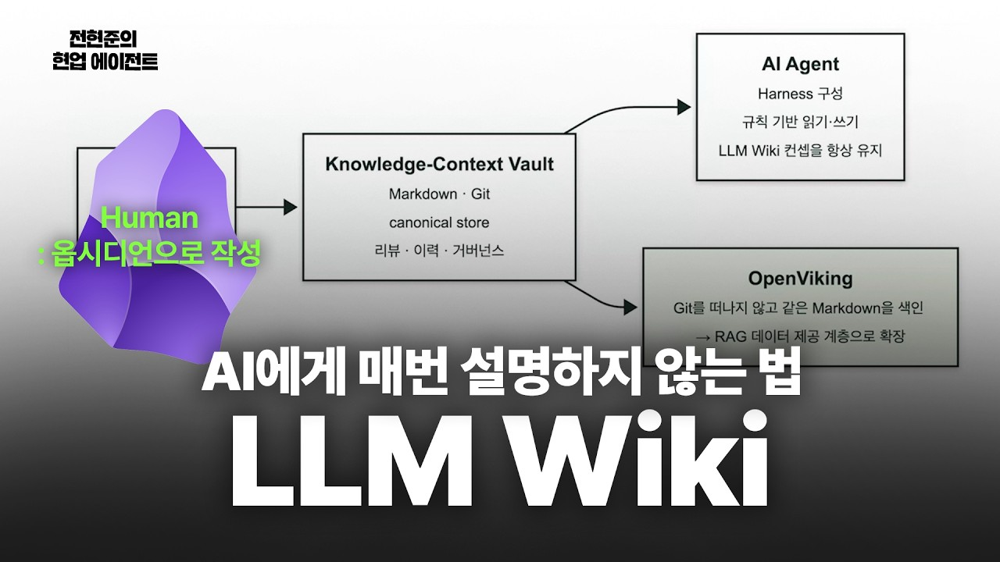 전현준의
현업 에이전트
Human
: 옵시디언으로 작성
Knowledge-Context Vault
Markdown · Git
canonical store
리뷰 · 이력 · 거버넌스
AI Agent
Harness 구성
규칙 기반 읽기·쓰기
LLM Wiki 컨셉을 항상 유지
OpenViking
Git를 떠나지 않고 같은 Markdown을 색인
→ RAG 데이터 제공 계층으로 확장
AI에게 매번 설명하지 않는 법
LLM Wiki